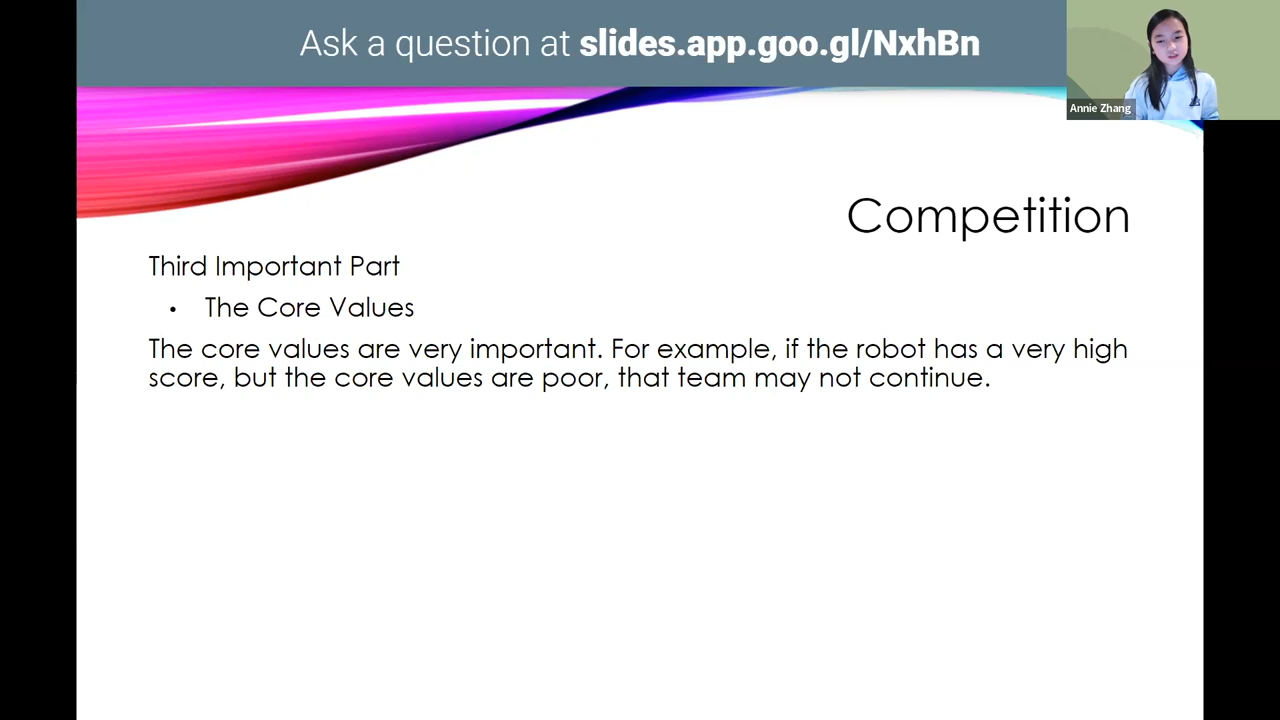 Ask a question at slides.app.goo.gl/NxhBn
Annie Zhang
Competition
Third Important Part
• The Core Values
The core values are very important. For example, if the robot has a very high
score, but the core values are poor, that team may not continue.